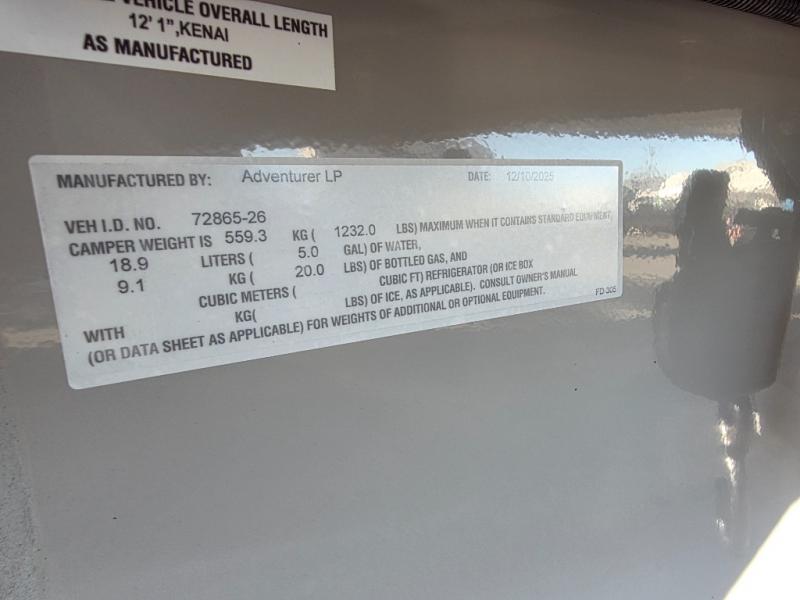 VEHICLE OVERALL LENGTH
12' 1",KENAI
AS MANUFACTURED
MANUFACTURED BY: Adventurer LP DATE: 12/10/2025
VEH I.D. NO. 72865-26
CAMPER WEIGHT IS 559.3 KG ( 1232.0 LBS) MAXIMUM WHEN IT CONTAINS STANDARD EQUIPMENT,
18.9 LITERS ( 5.0 GAL) OF WATER,
9.1 KG ( 20.0 LBS) OF BOTTLED GAS, AND
CUBIC METERS ( CUBIC FT) REFRIGERATOR (OR ICE BOX
WITH KG( LBS) OF ICE, AS APPLICABLE). CONSULT OWNER'S MANUAL
(OR DATA SHEET AS APPLICABLE) FOR WEIGHTS OF ADDITIONAL OR OPTIONAL EQUIPMENT.
FD 305